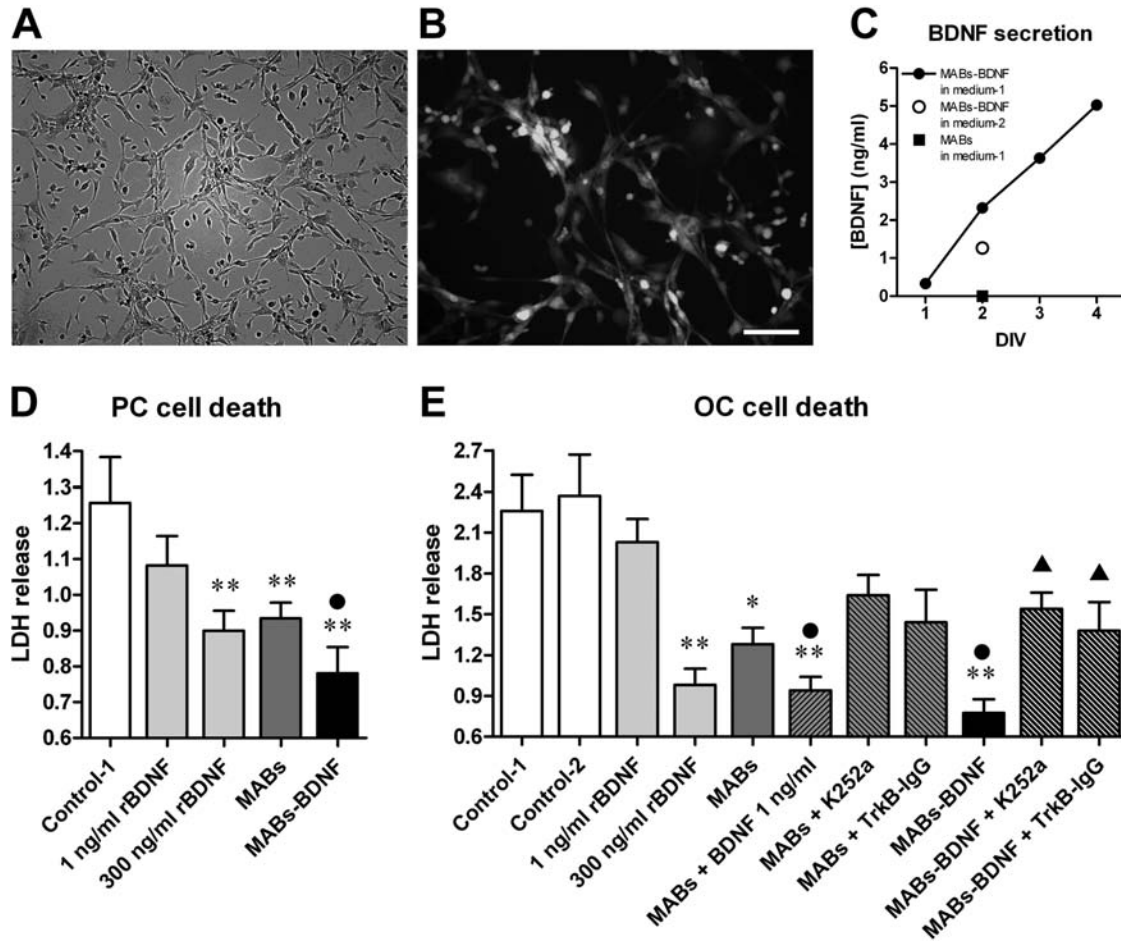 A
B
C
BDNF secretion
MABs-BDNF
in medium-1
MABs-BDNF
in medium-2
MABs
in medium-1
[BDNF] (ng/ml)
6
5
4
3
2
1
0
1 2 3 4
DIV
D
PC cell death
LDH release
1.4
1.3
1.2
1.1
1.0
0.9
0.8
0.7
0.6
**
**
**
Control-1
1 ng/ml rBDNF
300 ng/ml rBDNF
MABs
MABs-BDNF
E
OC cell death
LDH release
2.7
2.4
2.1
1.8
1.5
1.2
0.9
0.6
**
*
**
**
Control-1
Control-2
1 ng/ml rBDNF
300 ng/ml rBDNF
MABs
MABs + BDNF 1 ng/ml
MABs + K252a
MABs + TrkB-IgG
MABs-BDNF
MABs-BDNF + K252a
MABs-BDNF + TrkB-IgG